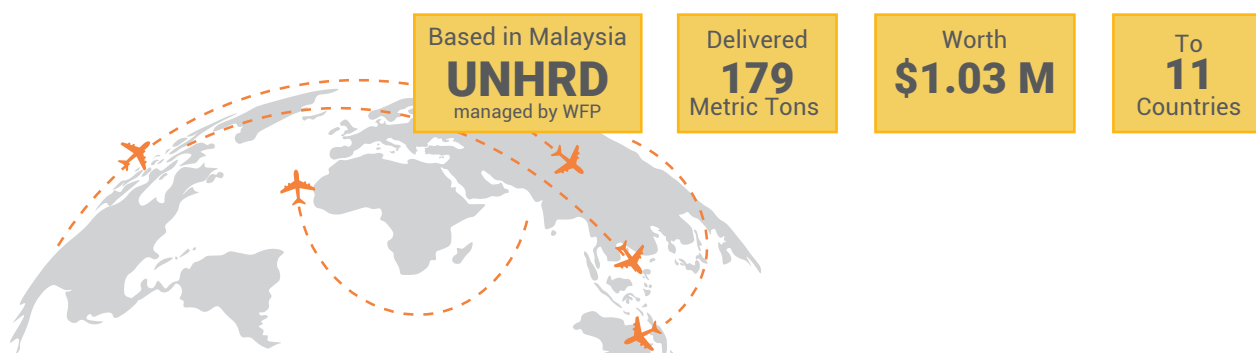 Based in Malaysia
UNHRD
managed by WFP
Delivered
179
Metric Tons
Worth
$1.03 M
To
11
Countries